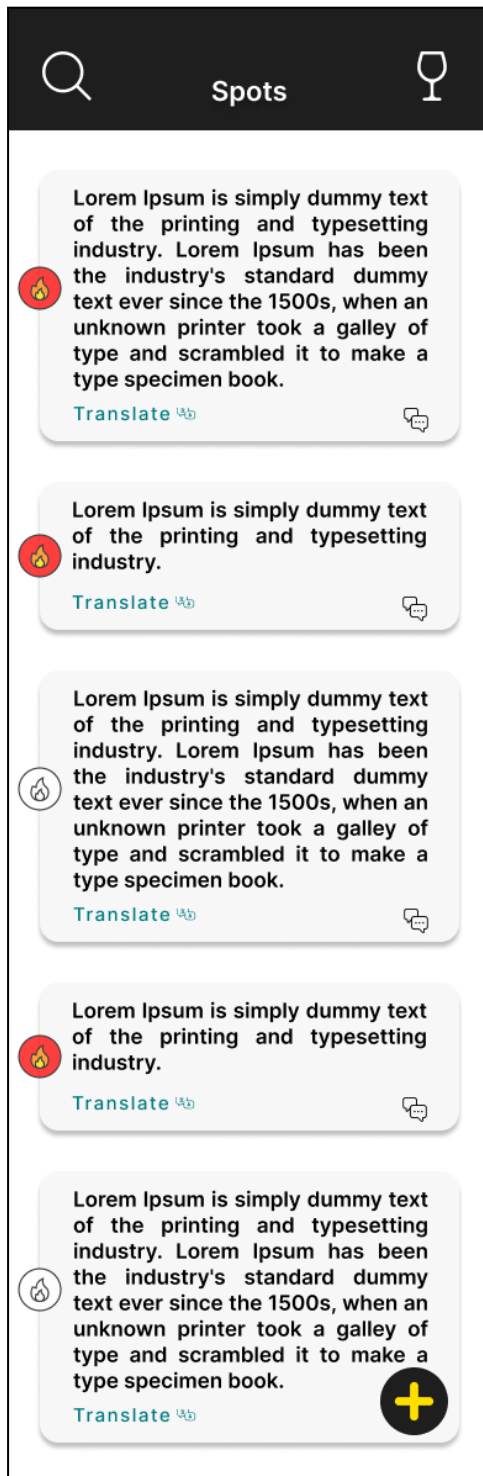 Spots
Lorem Ipsum is simply dummy text
of the printing and typesetting
industry. Lorem Ipsum has been
the industry's standard dummy
text ever since the 1500s, when an
unknown printer took a galley of
type and scrambled it to make a
type specimen book.
Translate
Lorem Ipsum is simply dummy text
of the printing and typesetting
industry.
Translate
Lorem Ipsum is simply dummy text
of the printing and typesetting
industry. Lorem Ipsum has been
the industry's standard dummy
text ever since the 1500s, when an
unknown printer took a galley of
type and scrambled it to make a
type specimen book.
Translate
Lorem Ipsum is simply dummy text
of the printing and typesetting
industry.
Translate
Lorem Ipsum is simply dummy text
of the printing and typesetting
industry. Lorem Ipsum has been
the industry's standard dummy
text ever since the 1500s, when an
unknown printer took a galley of
type and scrambled it to make a
type specimen book.
Translate